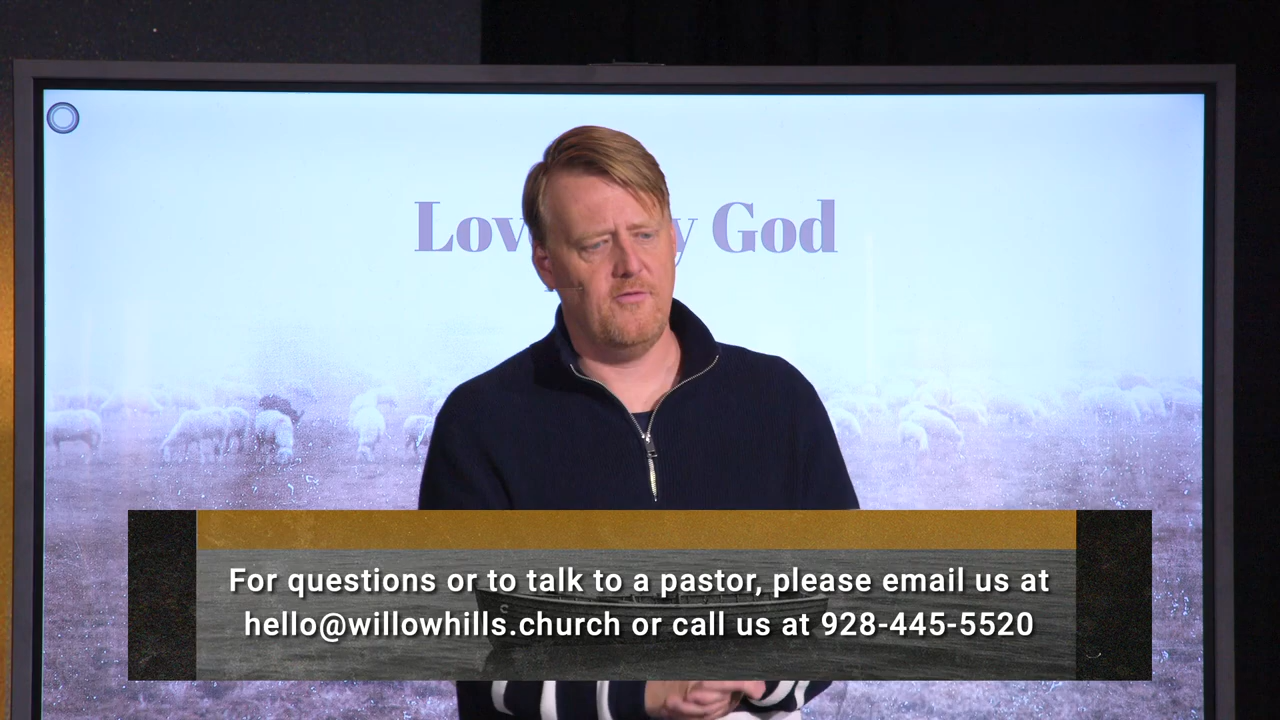 God
For questions or to talk to a pastor, please email us at
hello@willowhills.church or call us at 928-445-5520